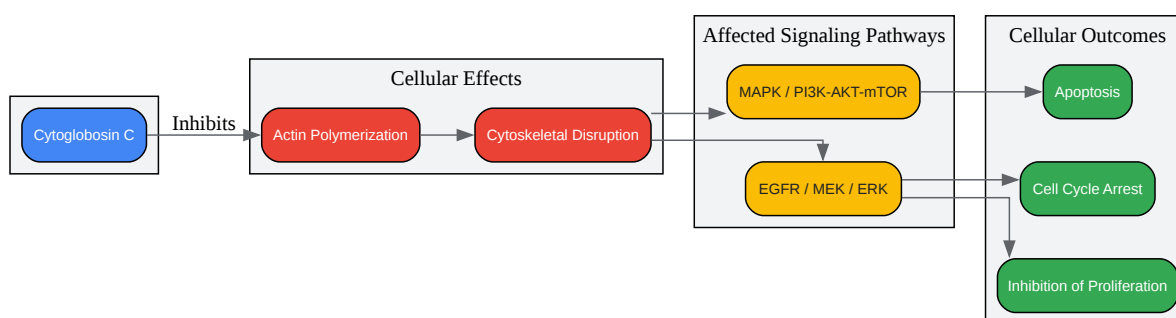 Cytoglobosin C
Inhibits
Cellular Effects
Actin Polymerization
Cytoskeletal Disruption
Affected Signaling Pathways
MAPK / PI3K-AKT-mTOR
EGFR / MEK / ERK
Cellular Outcomes
Apoptosis
Cell Cycle Arrest
Inhibition of Proliferation